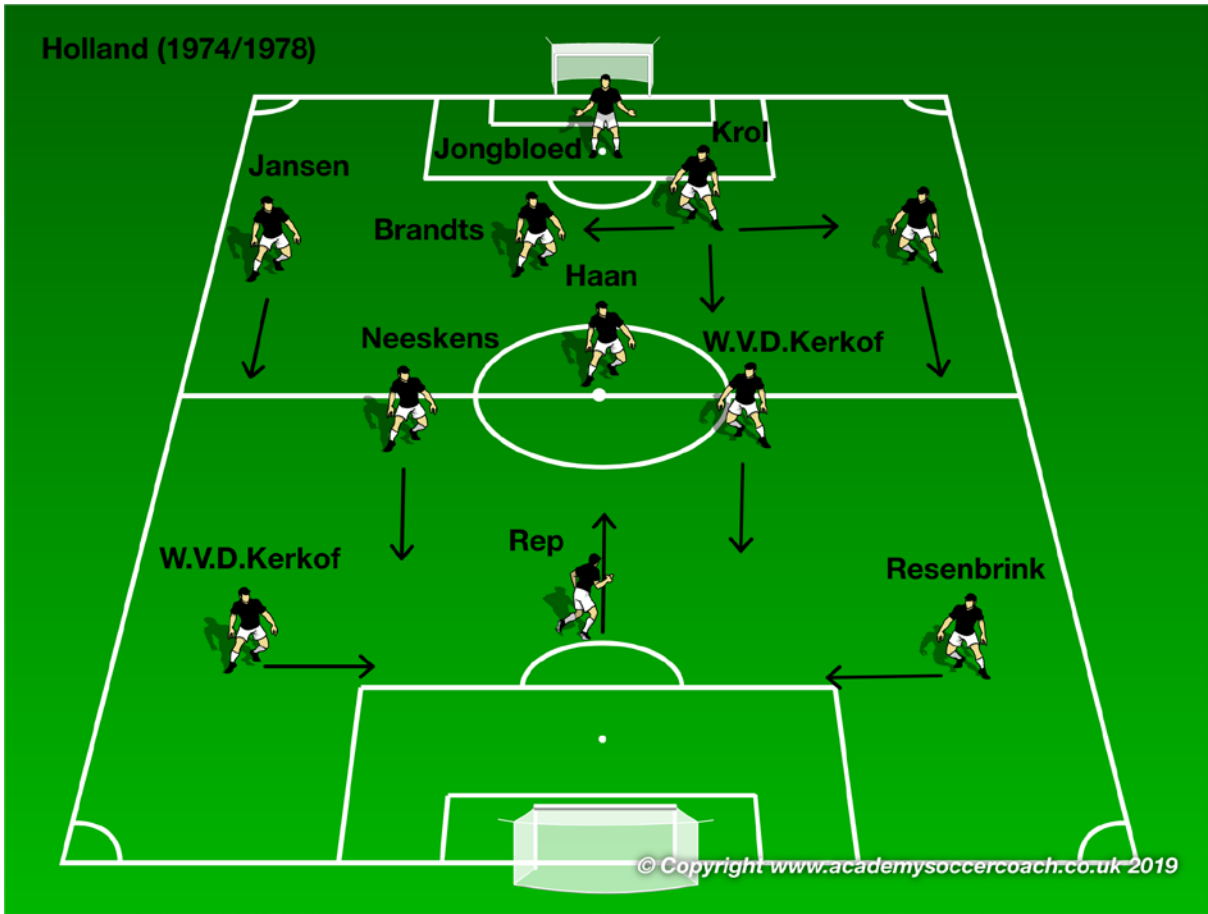 Holland (1974/1978)
Krol
Jongbloed
Jansen
Brandts
Haan
Neeskens
W.V.D.Kerkof
Rep
W.V.D.Kerkof
Resenbrink
© Copyright www.academysoccercoach.co.uk 2019